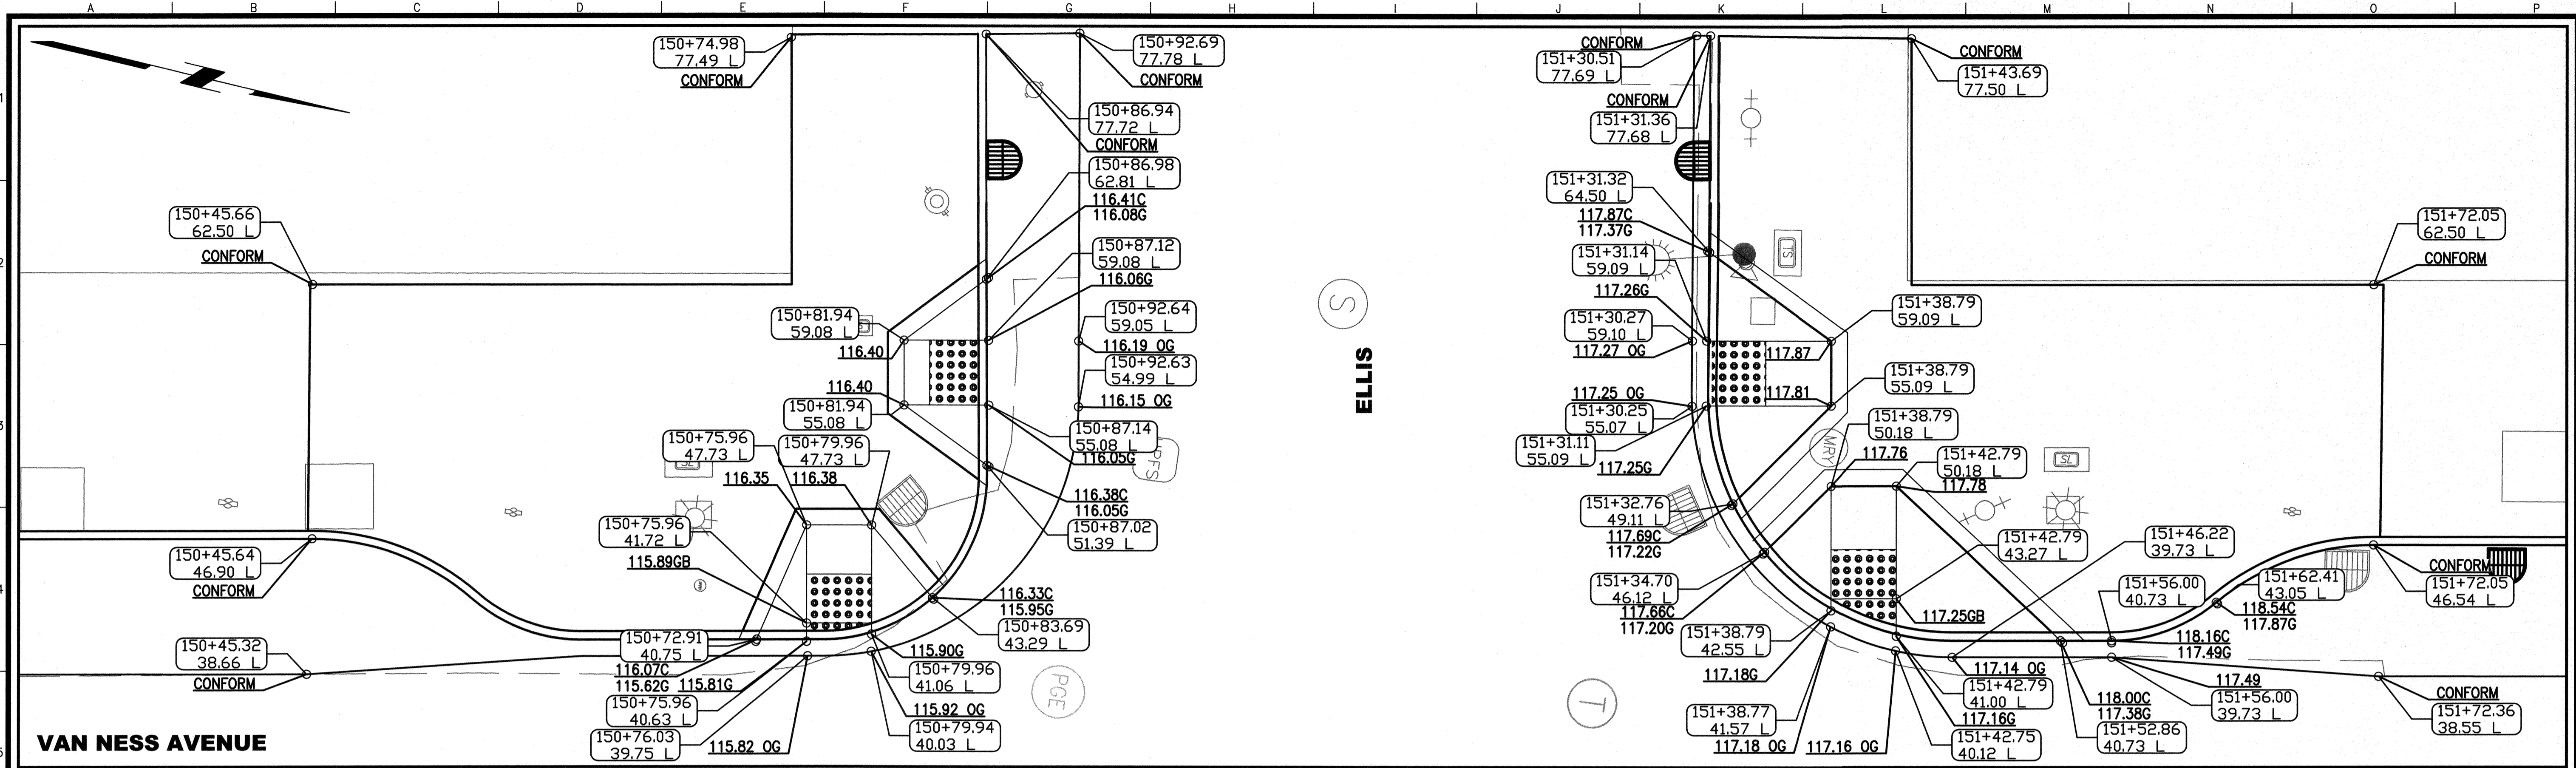 A B C D E F G H I J K L M N O P
1
2
3
4
5
150+74.98
77.49 L
CONFORM
150+92.69
77.78 L
CONFORM
150+86.94
77.72 L
CONFORM
150+86.98
62.81 L
116.41C
116.08G
150+45.66
62.50 L
CONFORM
150+87.12
59.08 L
116.06G
150+81.94
59.08 L
116.40
150+92.64
59.05 L
116.19 OG
150+92.63
54.99 L
116.15 OG
116.40
150+81.94
55.08 L
150+87.14
55.08 L
116.05G
PFS
150+75.96
47.73 L
150+79.96
47.73 L
SL
116.35
116.38
116.38C
116.05G
150+87.02
51.39 L
150+75.96
41.72 L
115.89GB
150+45.64
46.90 L
CONFORM
116.33C
115.95G
150+83.69
43.29 L
150+72.91
40.75 L
116.07C
115.62G
115.81G
115.90G
150+79.96
41.06 L
150+45.32
38.66 L
CONFORM
150+75.96
40.63 L
115.92 OG
150+79.94
40.03 L
150+76.03
39.75 L
115.82 OG
PGE
VAN NESS AVENUE
S
ELLIS
T
CONFORM
151+30.51
77.69 L
CONFORM
151+31.36
77.68 L
CONFORM
151+43.69
77.50 L
151+31.32
64.50 L
117.87C
117.37G
TS
151+31.14
59.09 L
117.26G
151+30.27
59.10 L
117.27 OG
151+38.79
59.09 L
117.87
117.81
151+38.79
55.09 L
117.25 OG
151+30.25
55.07 L
151+31.11
55.09 L
117.25G
151+72.05
62.50 L
CONFORM
151+38.79
50.18 L
MRY
117.76
151+42.79
50.18 L
117.78
SL
151+32.76
49.11 L
117.69C
117.22G
151+34.70
46.12 L
117.66C
117.20G
151+42.79
43.27 L
117.25GB
151+46.22
39.73 L
151+56.00
40.73 L
151+62.41
43.05 L
118.54C
117.87G
CONFORM
151+72.05
46.54 L
151+38.79
42.55 L
117.18G
118.16C
117.49G
117.14 OG
151+42.79
41.00 L
117.16G
117.49
151+56.00
39.73 L
118.00C
117.38G
151+52.86
40.73 L
CONFORM
151+72.36
38.55 L
151+38.77
41.57 L
117.18 OG
117.16 OG
151+42.75
40.12 L